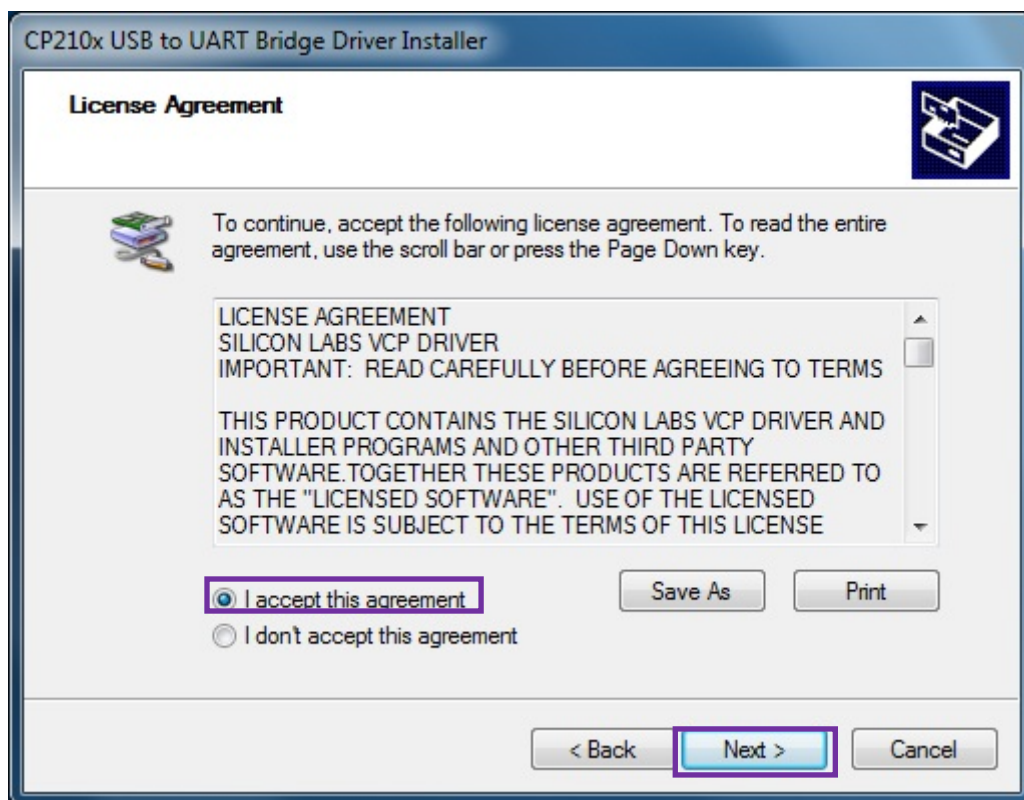 CP210x USB to UART Bridge Driver Installer
License Agreement
To continue, accept the following license agreement. To read the entire
agreement, use the scroll bar or press the Page Down key.
LICENSE AGREEMENT
SILICON LABS VCP DRIVER
IMPORTANT:  READ CAREFULLY BEFORE AGREEING TO TERMS
THIS PRODUCT CONTAINS THE SILICON LABS VCP DRIVER AND
INSTALLER PROGRAMS AND OTHER THIRD PARTY
SOFTWARE.TOGETHER THESE PRODUCTS ARE REFERRED TO
AS THE "LICENSED SOFTWARE".  USE OF THE LICENSED
SOFTWARE IS SUBJECT TO THE TERMS OF THIS LICENSE
I accept this agreement
Save As
Print
I don't accept this agreement
< Back
Next >
Cancel